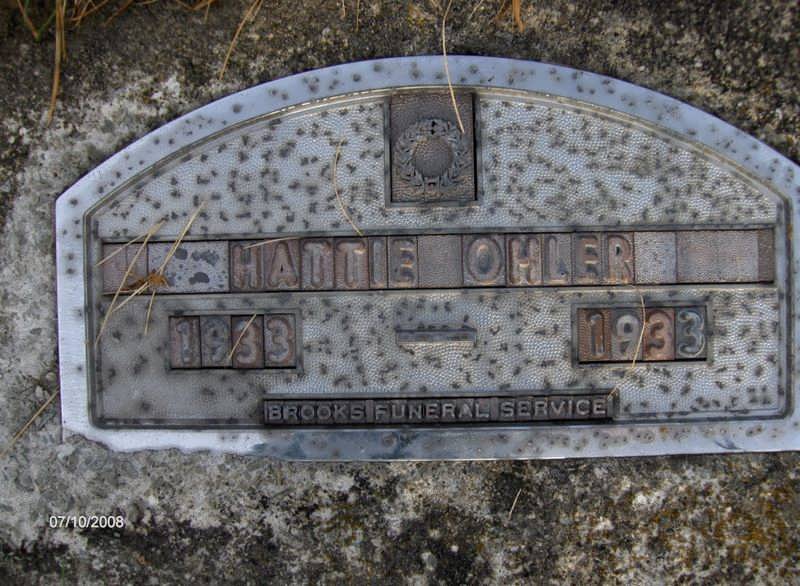 HATTIE OHLER
1933 — 1933
BROOKS FUNERAL SERVICE
07/10/2008